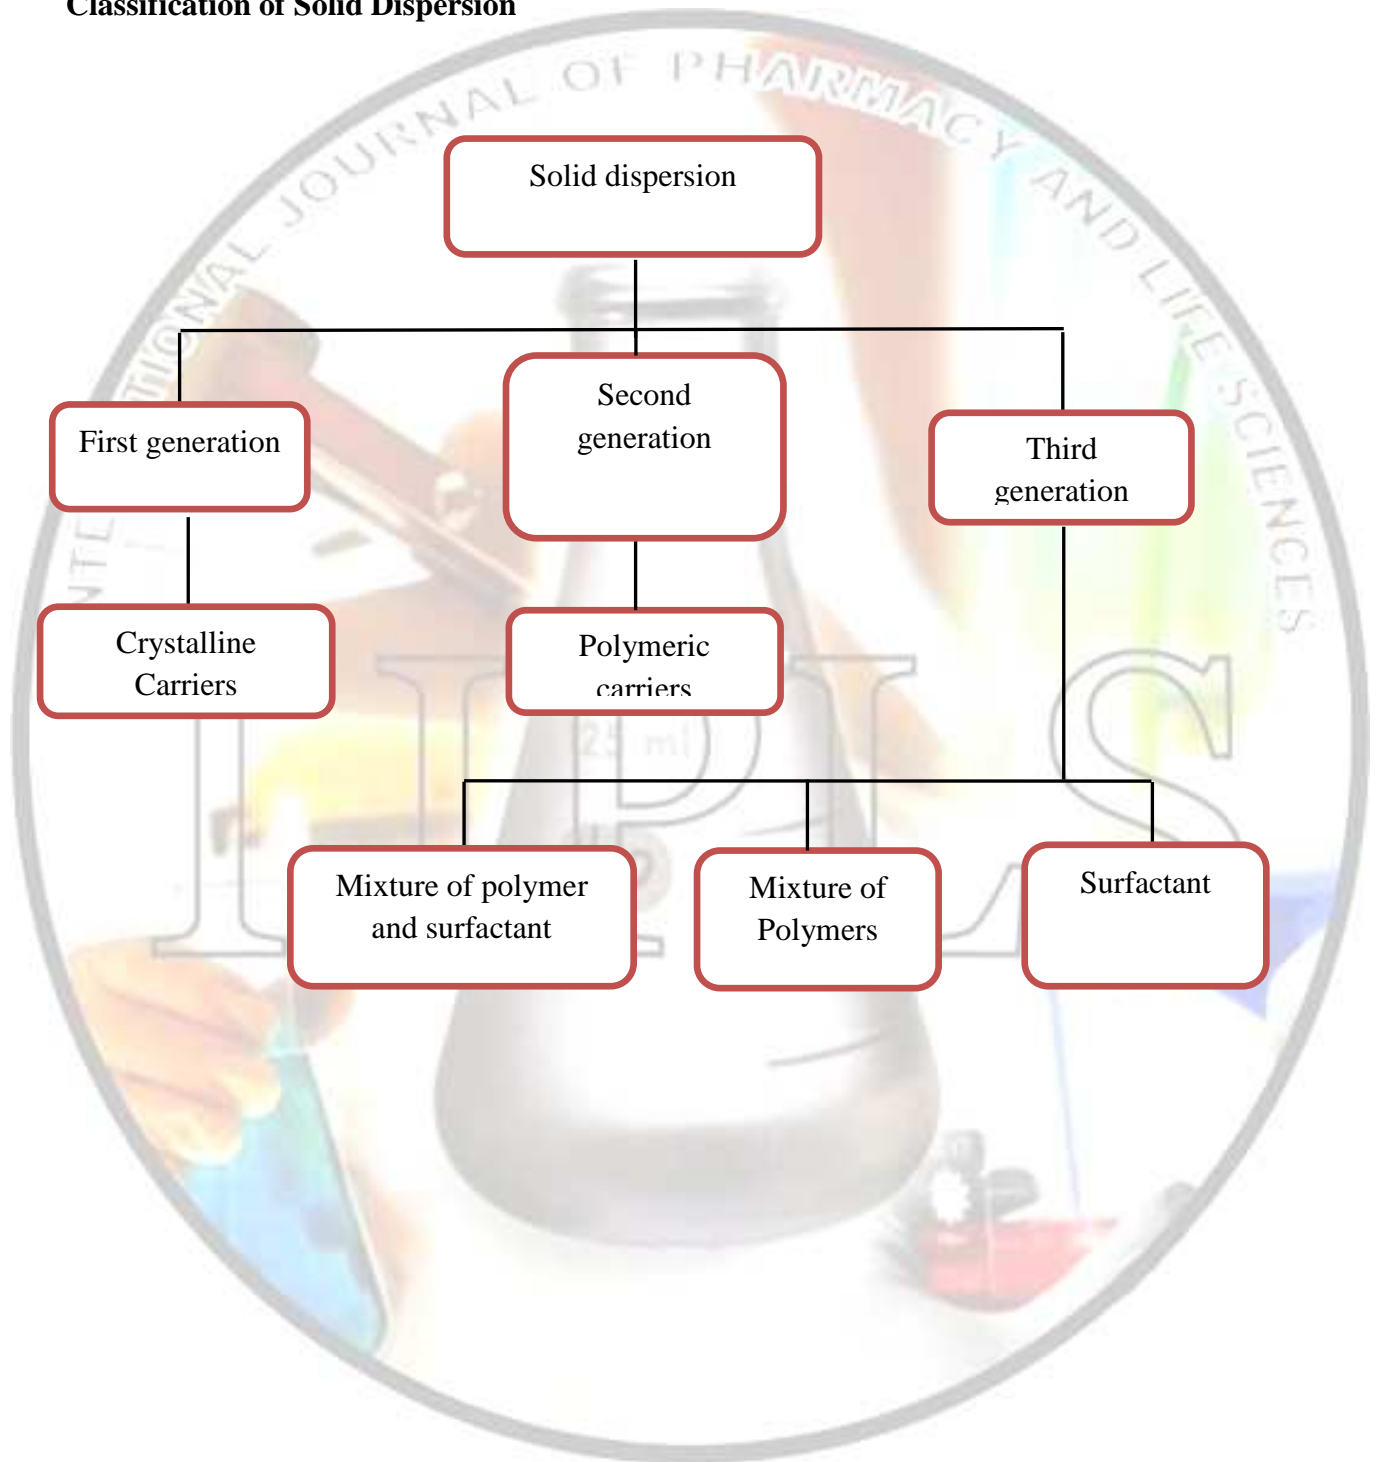 Classification of Solid Dispersion
INTERNATIONAL JOURNAL OF PHARMACY AND LIFE SCIENCES
Solid dispersion
First generation
Second
generation
Third
generation
Crystalline
Carriers
Polymeric
carriers
25 ml
IJPLS
Mixture of polymer
and surfactant
Mixture of
Polymers
Surfactant